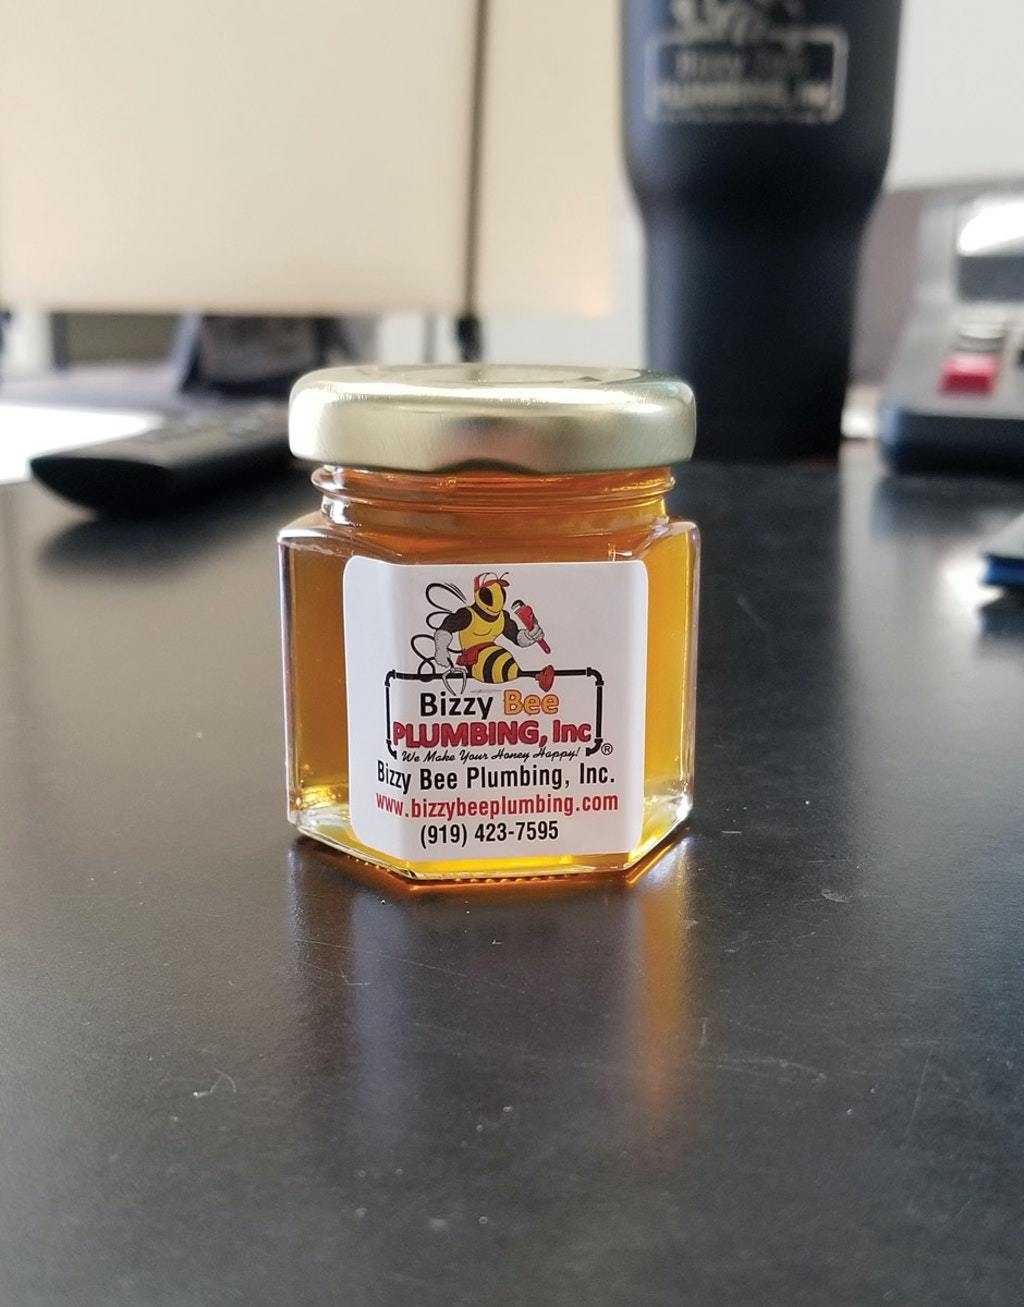 Bizzy Bee
PLUMBING, Inc
We Make Your Honey Happy!
®
Bizzy Bee Plumbing, Inc.
www.bizzybeeplumbing.com
(919) 423-7595